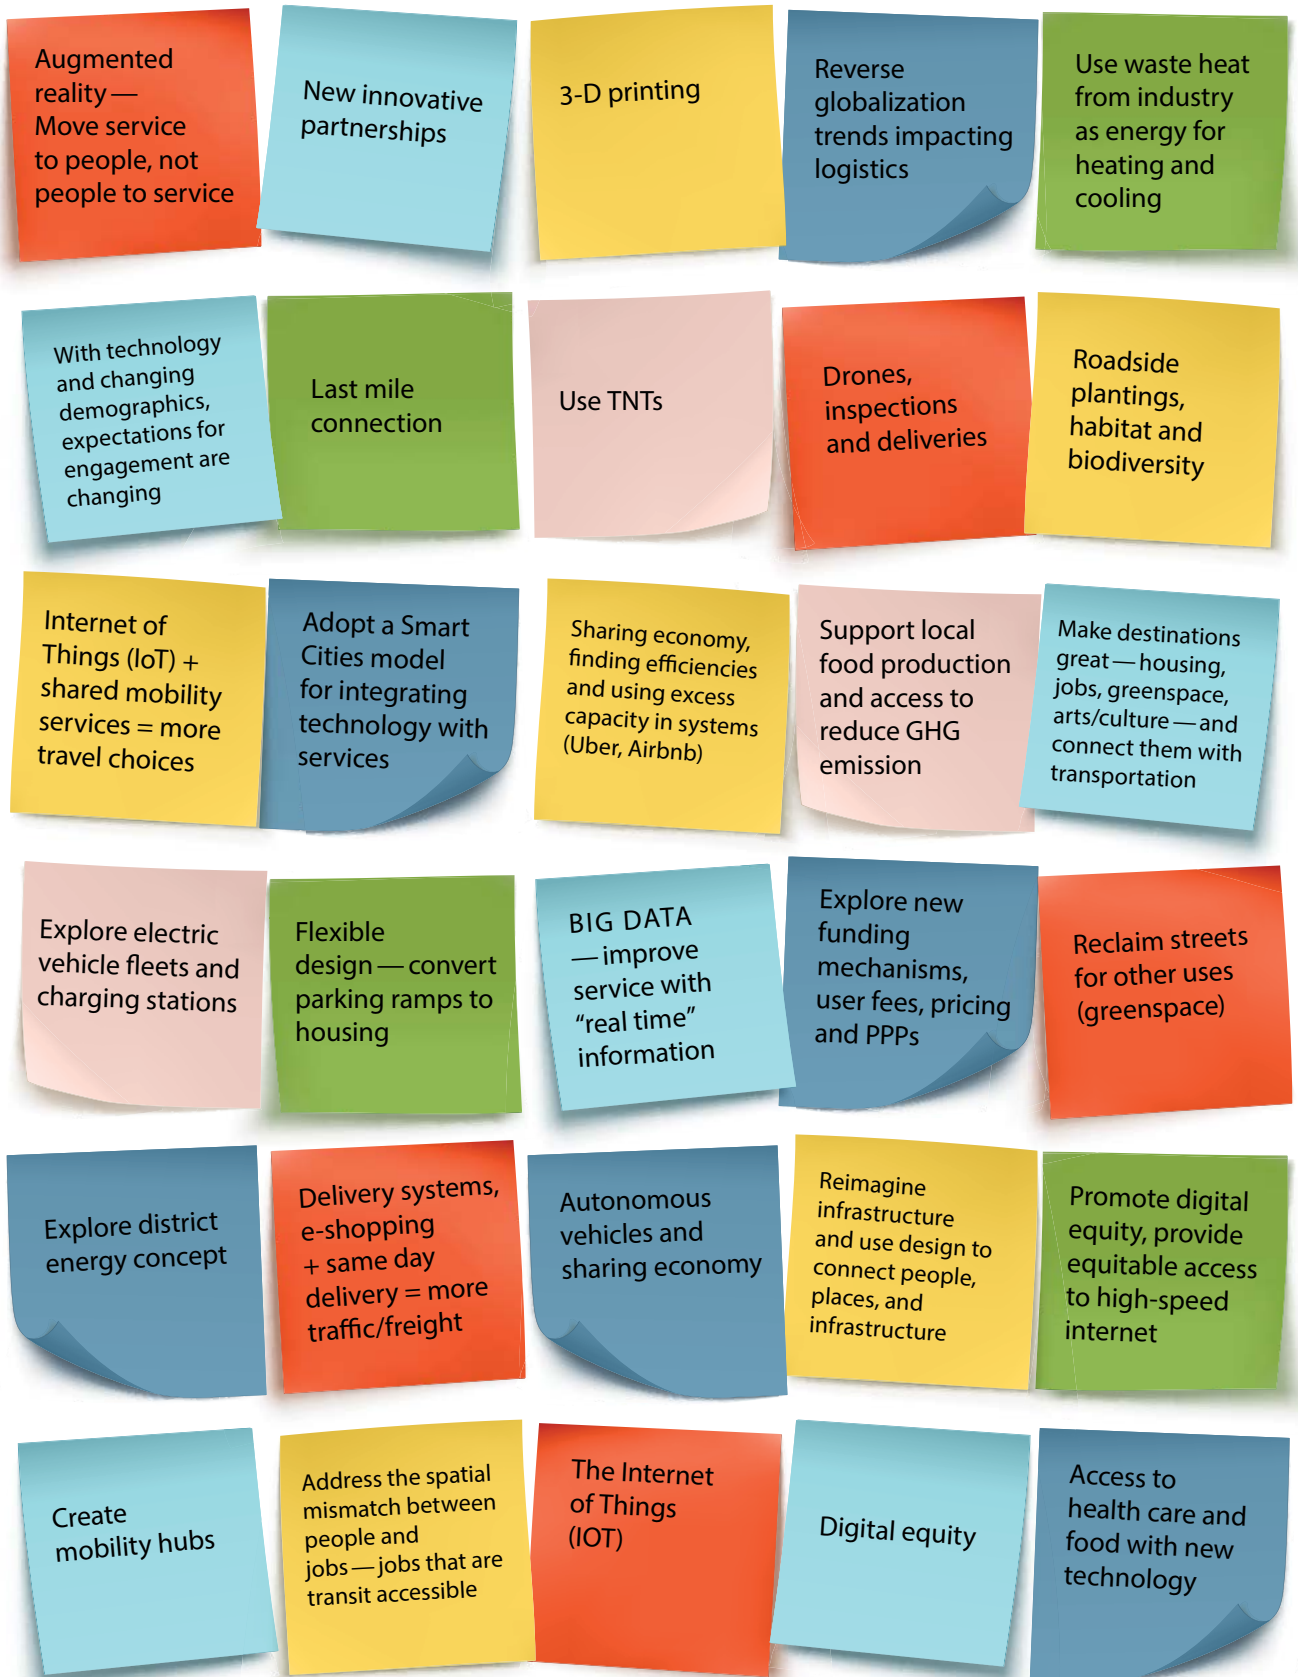 Augmented
reality — 
Move service
to people, not
people to service
New innovative
partnerships
3-D printing
Reverse
globalization
trends impacting
logistics
Use waste heat
from industry
as energy for
heating and
cooling
With technology
and changing
demographics,
expectations for
engagement are
changing
Last mile
connection
Use TNTs
Drones,
inspections
and deliveries
Roadside
plantings,
habitat and
biodiversity
Internet of
Things (IoT) +
shared mobility
services = more
travel choices
Adopt a Smart
Cities model
for integrating
technology with
services
Sharing economy,
finding efficiencies
and using excess
capacity in systems
(Uber, Airbnb)
Support local
food production
and access to
reduce GHG
emission
Make destinations
great — housing,
jobs, greenspace,
arts/culture — and
connect them with
transportation
Explore electric
vehicle fleets and
charging stations
Flexible
design — convert
parking ramps to
housing
BIG DATA
— improve
service with
“real time”
information
Explore new
funding
mechanisms,
user fees, pricing
and PPPs
Reclaim streets
for other uses
(greenspace)
Explore district
energy concept
Delivery systems,
e-shopping
+ same day
delivery = more
traffic/freight
Autonomous
vehicles and
sharing economy
Reimagine
infrastructure
and use design to
connect people,
places, and
infrastructure
Promote digital
equity, provide
equitable access
to high-speed
internet
Create
mobility hubs
Address the spatial
mismatch between
people and
jobs — jobs that are
transit accessible
The Internet
of Things
(IOT)
Digital equity
Access to
health care and
food with new
technology